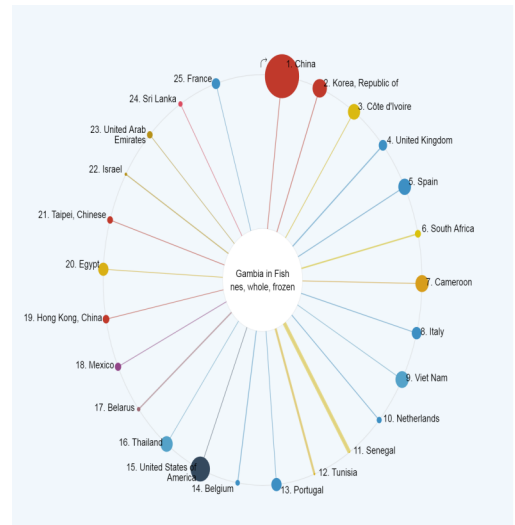 1. China
2. Korea, Republic of
3. Côte d'Ivoire
4. United Kingdom
5. Spain
6. South Africa
7. Cameroon
8. Italy
9. Viet Nam
10. Netherlands
11. Senegal
12. Tunisia
13. Portugal
14. Belgium
15. United States of
America
16. Thailand
17. Belarus
18. Mexico
19. Hong Kong, China
20. Egypt
21. Taipei, Chinese
22. Israel
23. United Arab
Emirates
24. Sri Lanka
25. France
Gambia in Fish
nes, whole, frozen